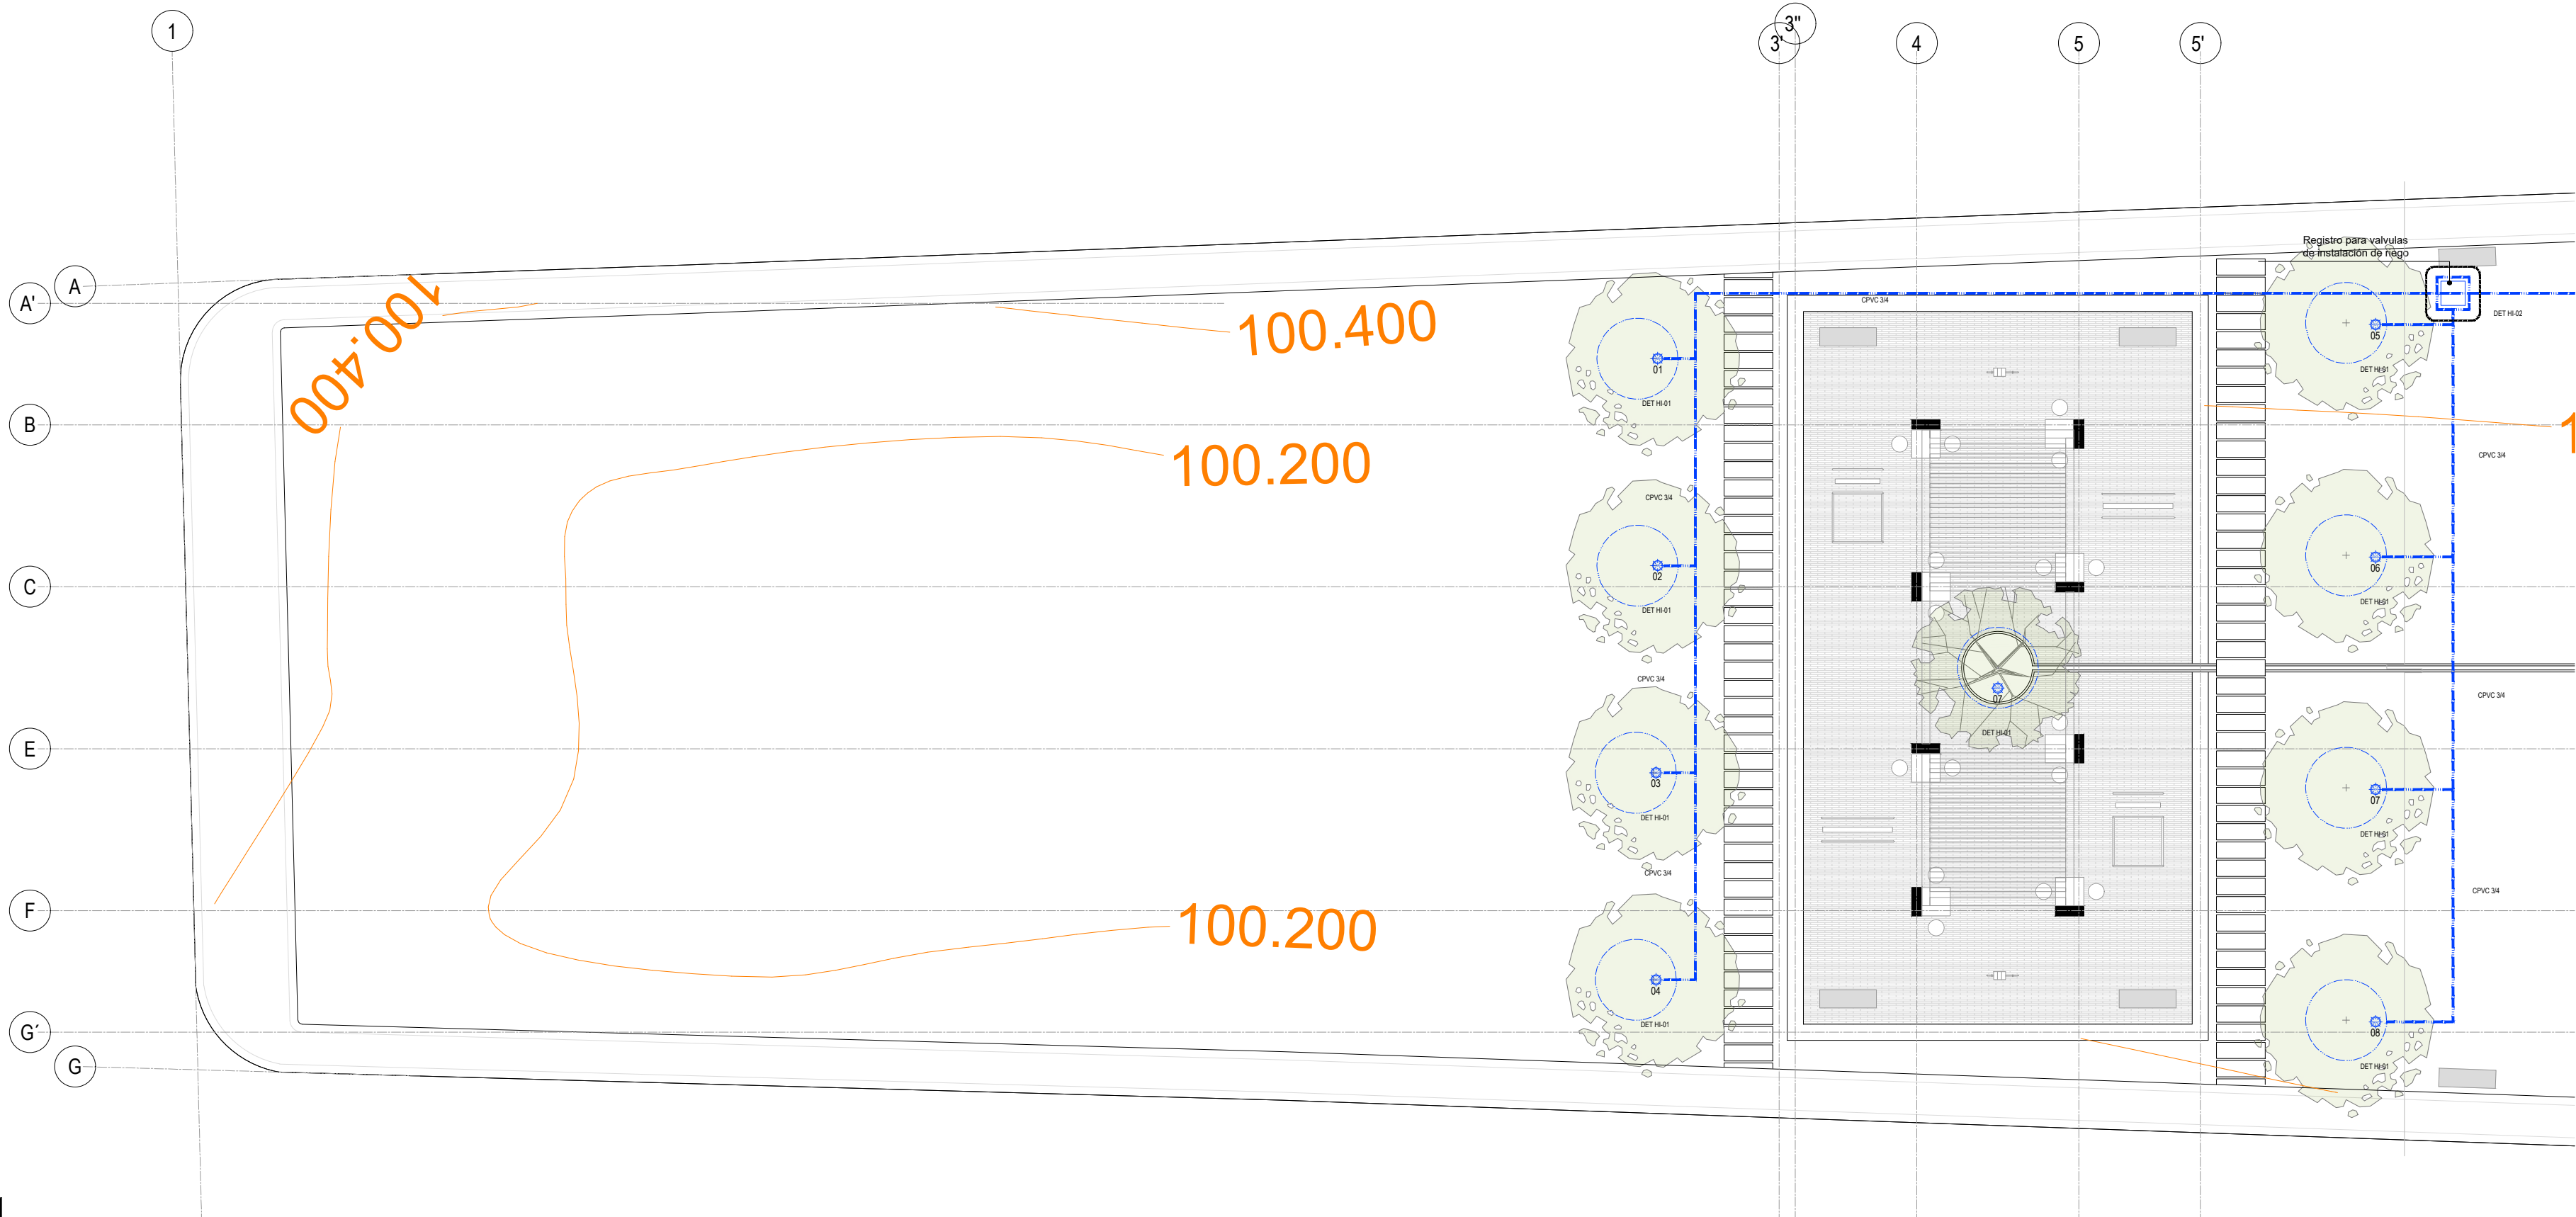 1
3''
3'
4
5
5'
Registro para valvulas
de instalación de riego
A
A'
100.400
100.400
CPVC 3/4
DET HI-02
01
05
DET HI-01
DET HI-01
B
100.200
CPVC 3/4
CPVC 3/4
02
06
C
DET HI-01
DET HI-01
CPVC 3/4
07
CPVC 3/4
DET HI-01
E
03
07
DET HI-01
DET HI-01
CPVC 3/4
CPVC 3/4
F
100.200
04
08
DET HI-01
G´
DET HI-01
G